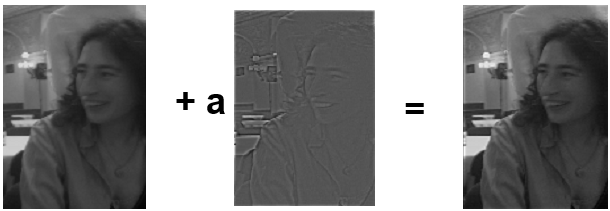 + a =